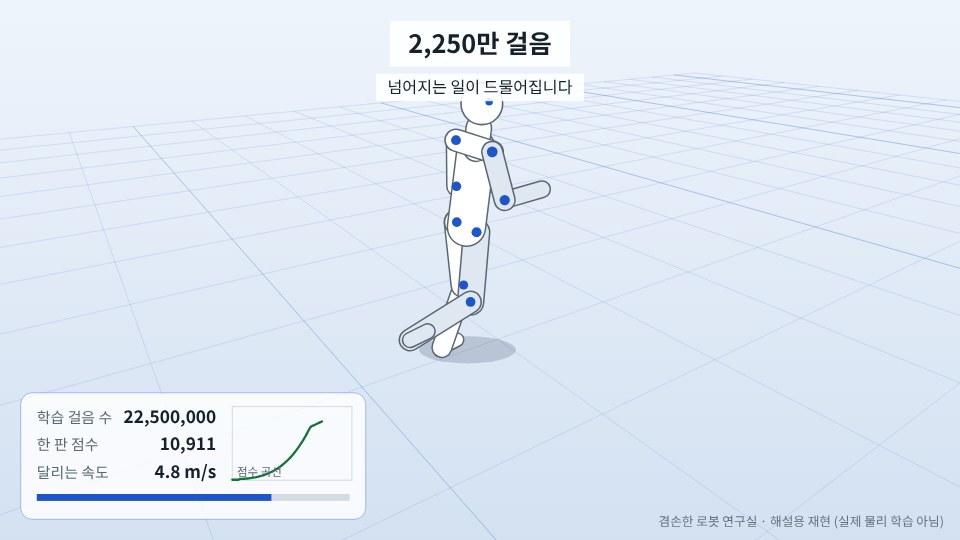 2,250만 걸음
넘어지는 일이 드물어집니다
학습 걸음 수 22,500,000
한 판 점수 10,911
달리는 속도 4.8 m/s
점수 곡선
겸손한 로봇 연구실 · 해설용 재현 (실제 물리 학습 아님)